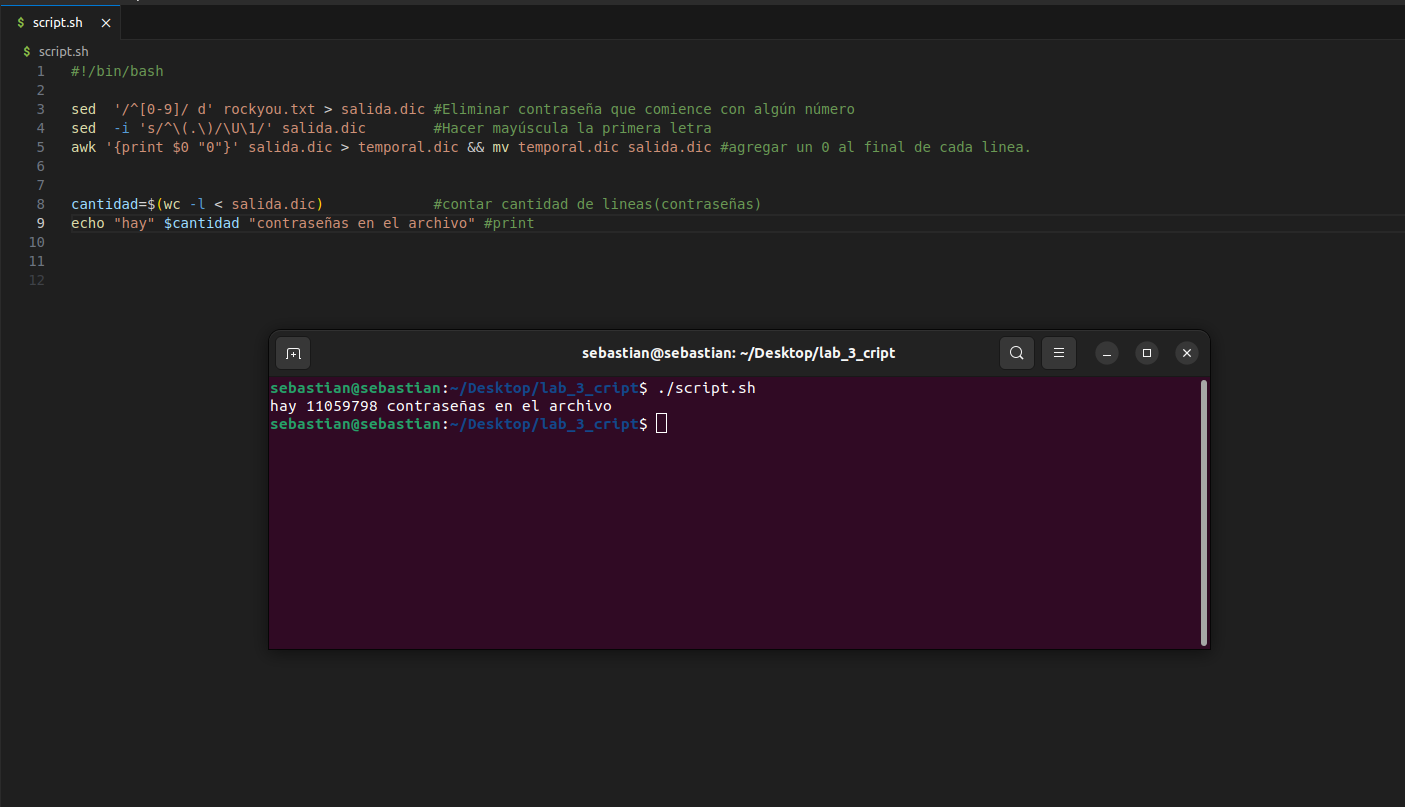 $ script.sh ×
$ script.sh
1 #!/bin/bash
2
3 sed  '/^[0-9]/ d' rockyou.txt > salida.dic #Eliminar contraseña que comience con algún número
4 sed  -i 's/^\(.\)/\U\1/' salida.dic        #Hacer mayúscula la primera letra
5 awk '{print $0 "0"}' salida.dic > temporal.dic && mv temporal.dic salida.dic #agregar un 0 al final de cada linea.
6
7
8 cantidad=$(wc -l < salida.dic)             #contar cantidad de lineas(contraseñas)
9 echo "hay" $cantidad "contraseñas en el archivo" #print
10
11
12
sebastian@sebastian: ~/Desktop/lab_3_cript
sebastian@sebastian:~/Desktop/lab_3_cript$ ./script.sh
hay 11059798 contraseñas en el archivo
sebastian@sebastian:~/Desktop/lab_3_cript$